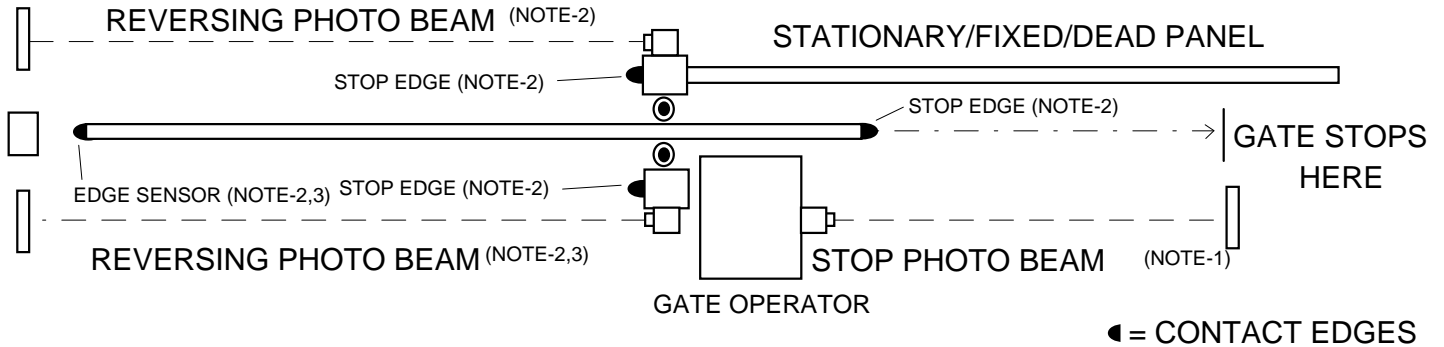 REVERSING PHOTO BEAM (NOTE-2)
STATIONARY/FIXED/DEAD PANEL
STOP EDGE (NOTE-2)
STOP EDGE (NOTE-2)
GATE STOPS
HERE
EDGE SENSOR (NOTE-2,3)
STOP EDGE (NOTE-2)
REVERSING PHOTO BEAM (NOTE-2,3)
STOP PHOTO BEAM (NOTE-1)
GATE OPERATOR
= CONTACT EDGES